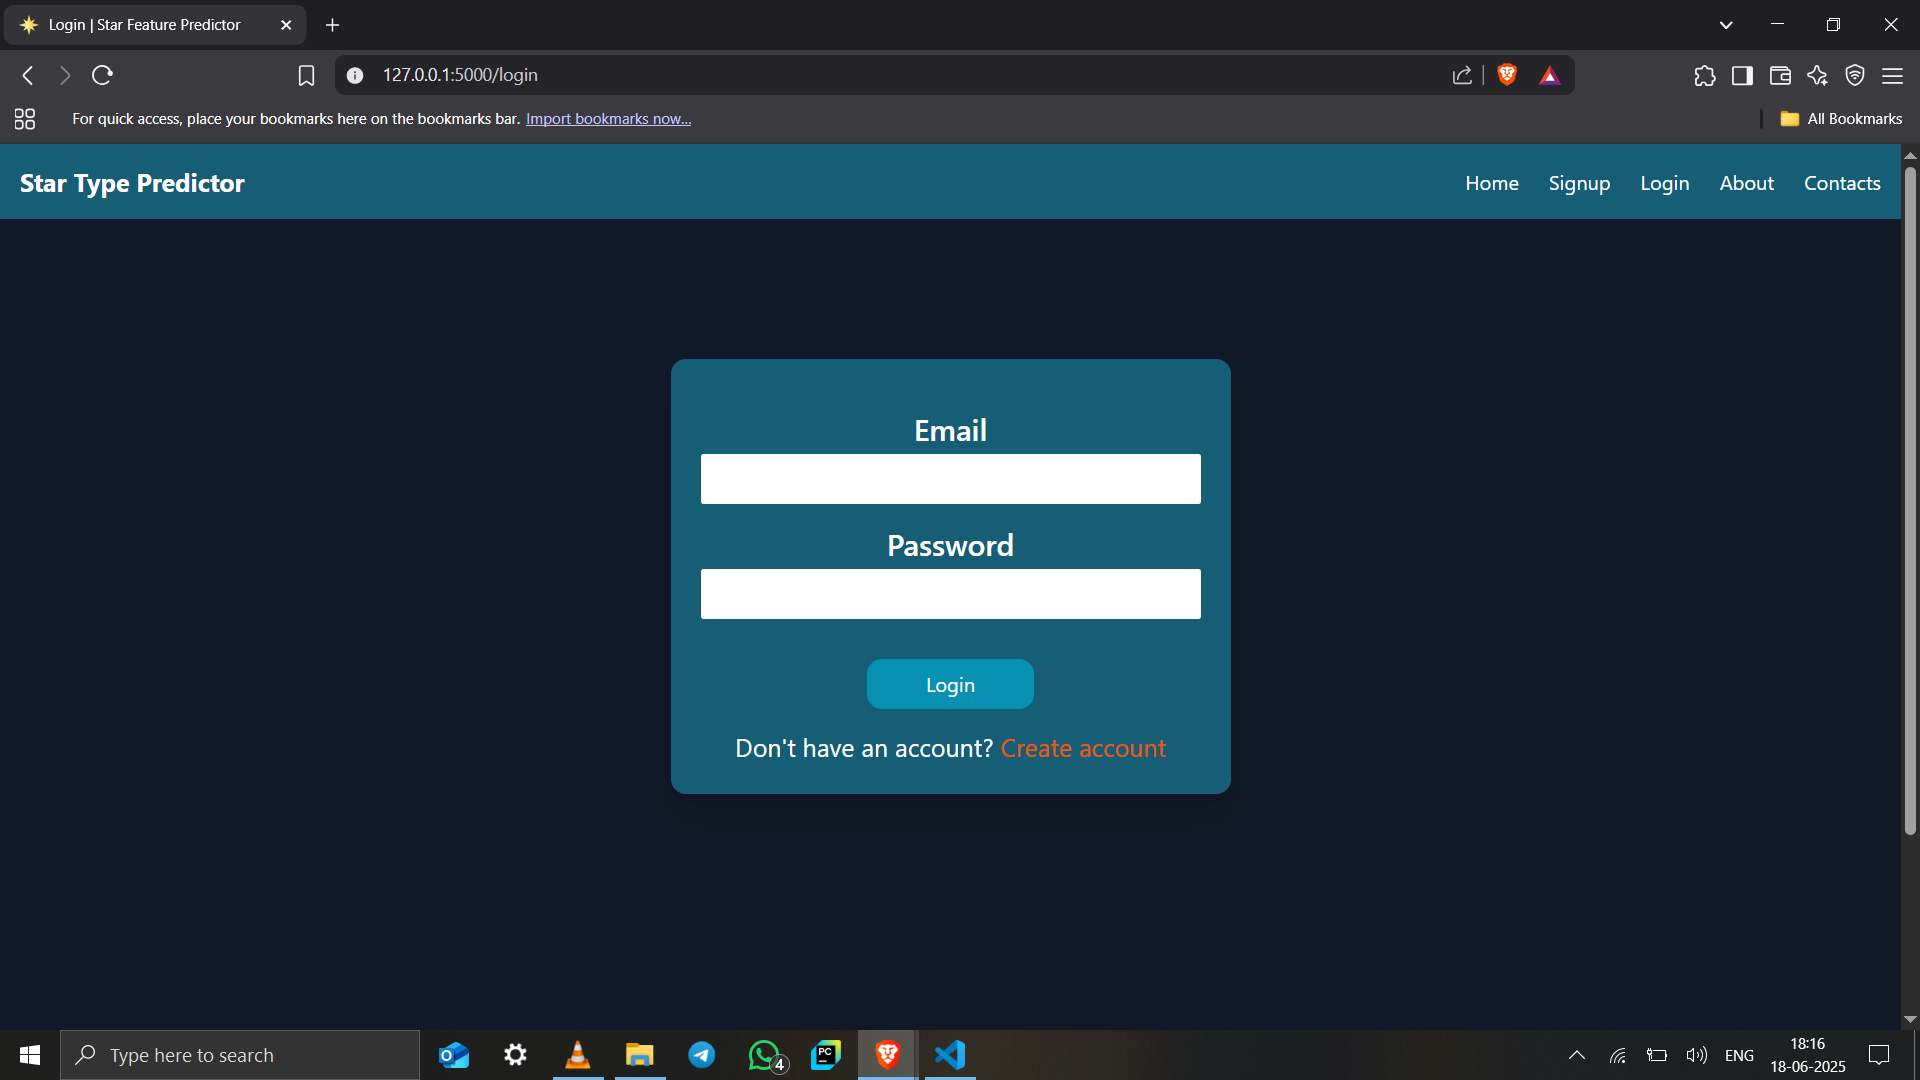 Login | Star Feature Predictor
127.0.0.1:5000/login
For quick access, place your bookmarks here on the bookmarks bar. Import bookmarks now...
All Bookmarks
Star Type Predictor
Home Signup Login About Contacts
Email
Password
Login
Don't have an account? Create account
Type here to search
4
PC
ENG
18:16
18-06-2025